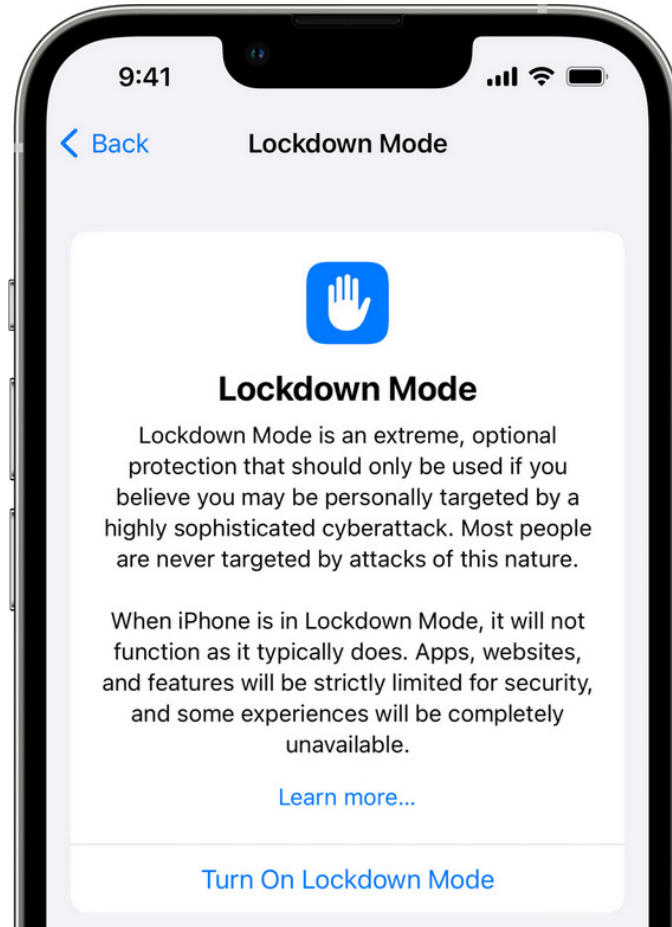 9:41
Back
Lockdown Mode
Lockdown Mode
Lockdown Mode is an extreme, optional
protection that should only be used if you
believe you may be personally targeted by a
highly sophisticated cyberattack. Most people
are never targeted by attacks of this nature.
When iPhone is in Lockdown Mode, it will not
function as it typically does. Apps, websites,
and features will be strictly limited for security,
and some experiences will be completely
unavailable.
Learn more...
Turn On Lockdown Mode